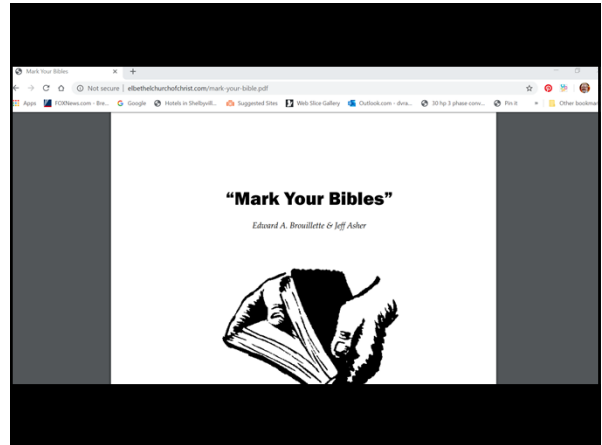 Mark Your Bibles
Not secure | elbethelchurchofchrist.com/mark-your-bible.pdf
Apps FOXNews.com - Bre... Google Hotels in Shelbyvill... Suggested Sites Web Slice Gallery Outlook.com - dvra... 30 hp 3 phase conv... Pin it » Other bookmar
“Mark Your Bibles”
Edward A. Brouillette & Jeff Asher